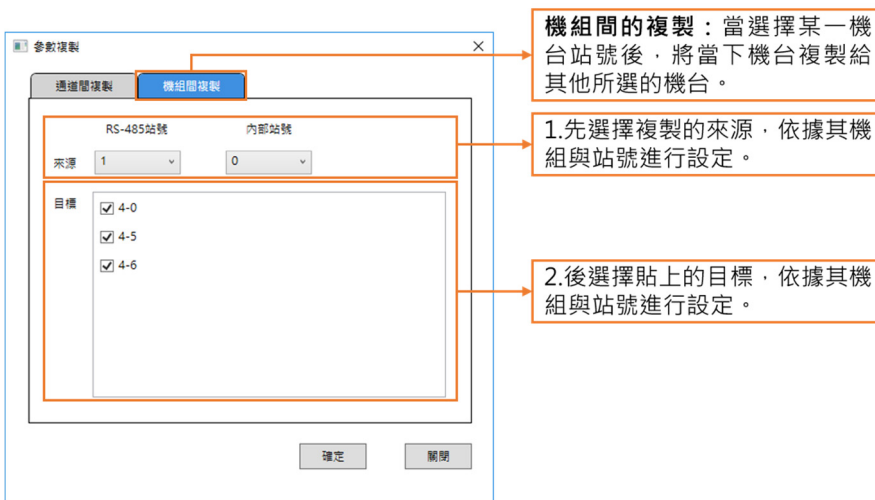 參數複製
通道間複製
機組間複製
RS-485站號
內部站號
來源
1
0
目標
4-0
4-5
4-6
確定
關閉
機組間的複製：當選擇某一機
台站號後，將當下機台複製給
其他所選的機台。
1.先選擇複製的來源，依據其機
組與站號進行設定。
2.後選擇貼上的目標，依據其機
組與站號進行設定。